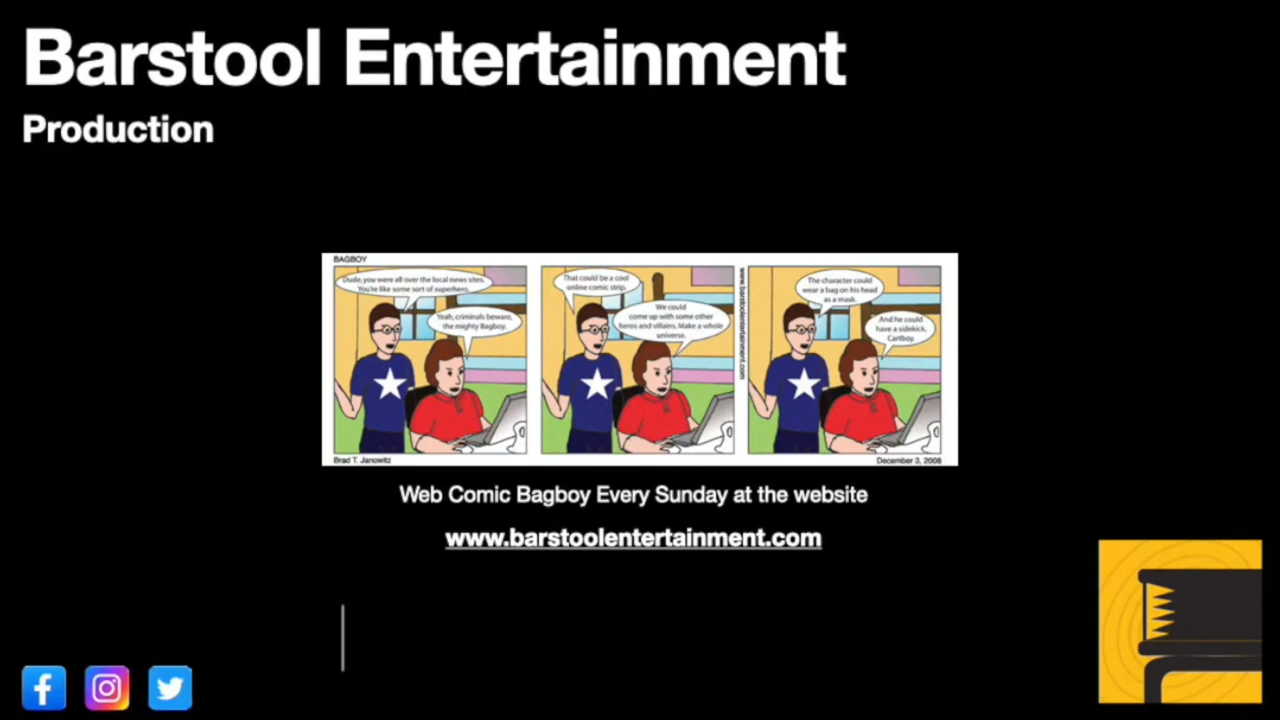 Barstool Entertainment
Production
BAGBOY
Dude, you were all over the local news sites.
You're like some sort of superhero.
Yeah, criminals beware,
the mighty Bagboy.
That could be a cool
online comic strip.
We could
come up with some other
heros and villains. Make a whole
universe.
www.barstoolentertainment.com
The character could
wear a bag on his head
as a mask.
And he could
have a sidekick,
Cartboy.
Brad T. Janowitz
December 3, 2008
Web Comic Bagboy Every Sunday at the website
www.barstoolentertainment.com